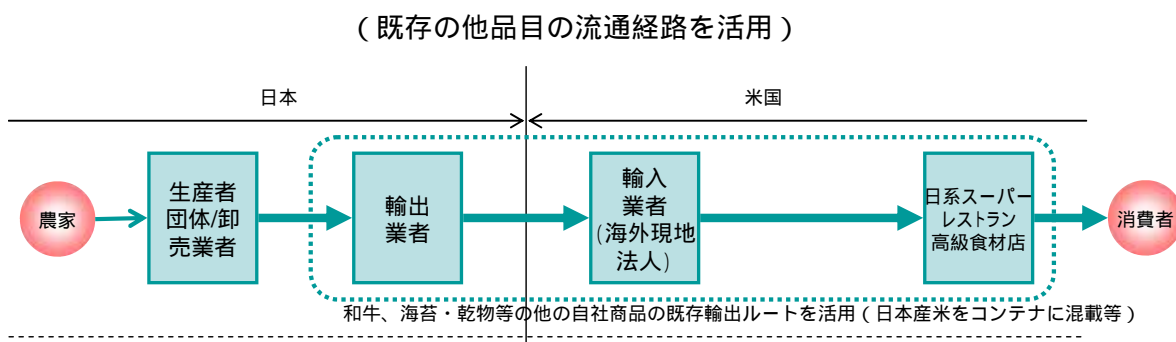 （既存の他品目の流通経路を活用）
日本
米国
農家
生産者
団体/卸
売業者
輸出
業者
輸入
業者
(海外現地
法人)
日系スーパー
レストラン
高級食材店
消費者
和牛、海苔・乾物等の他の自社商品の既存輸出ルートを活用（日本産米をコンテナに混載等）